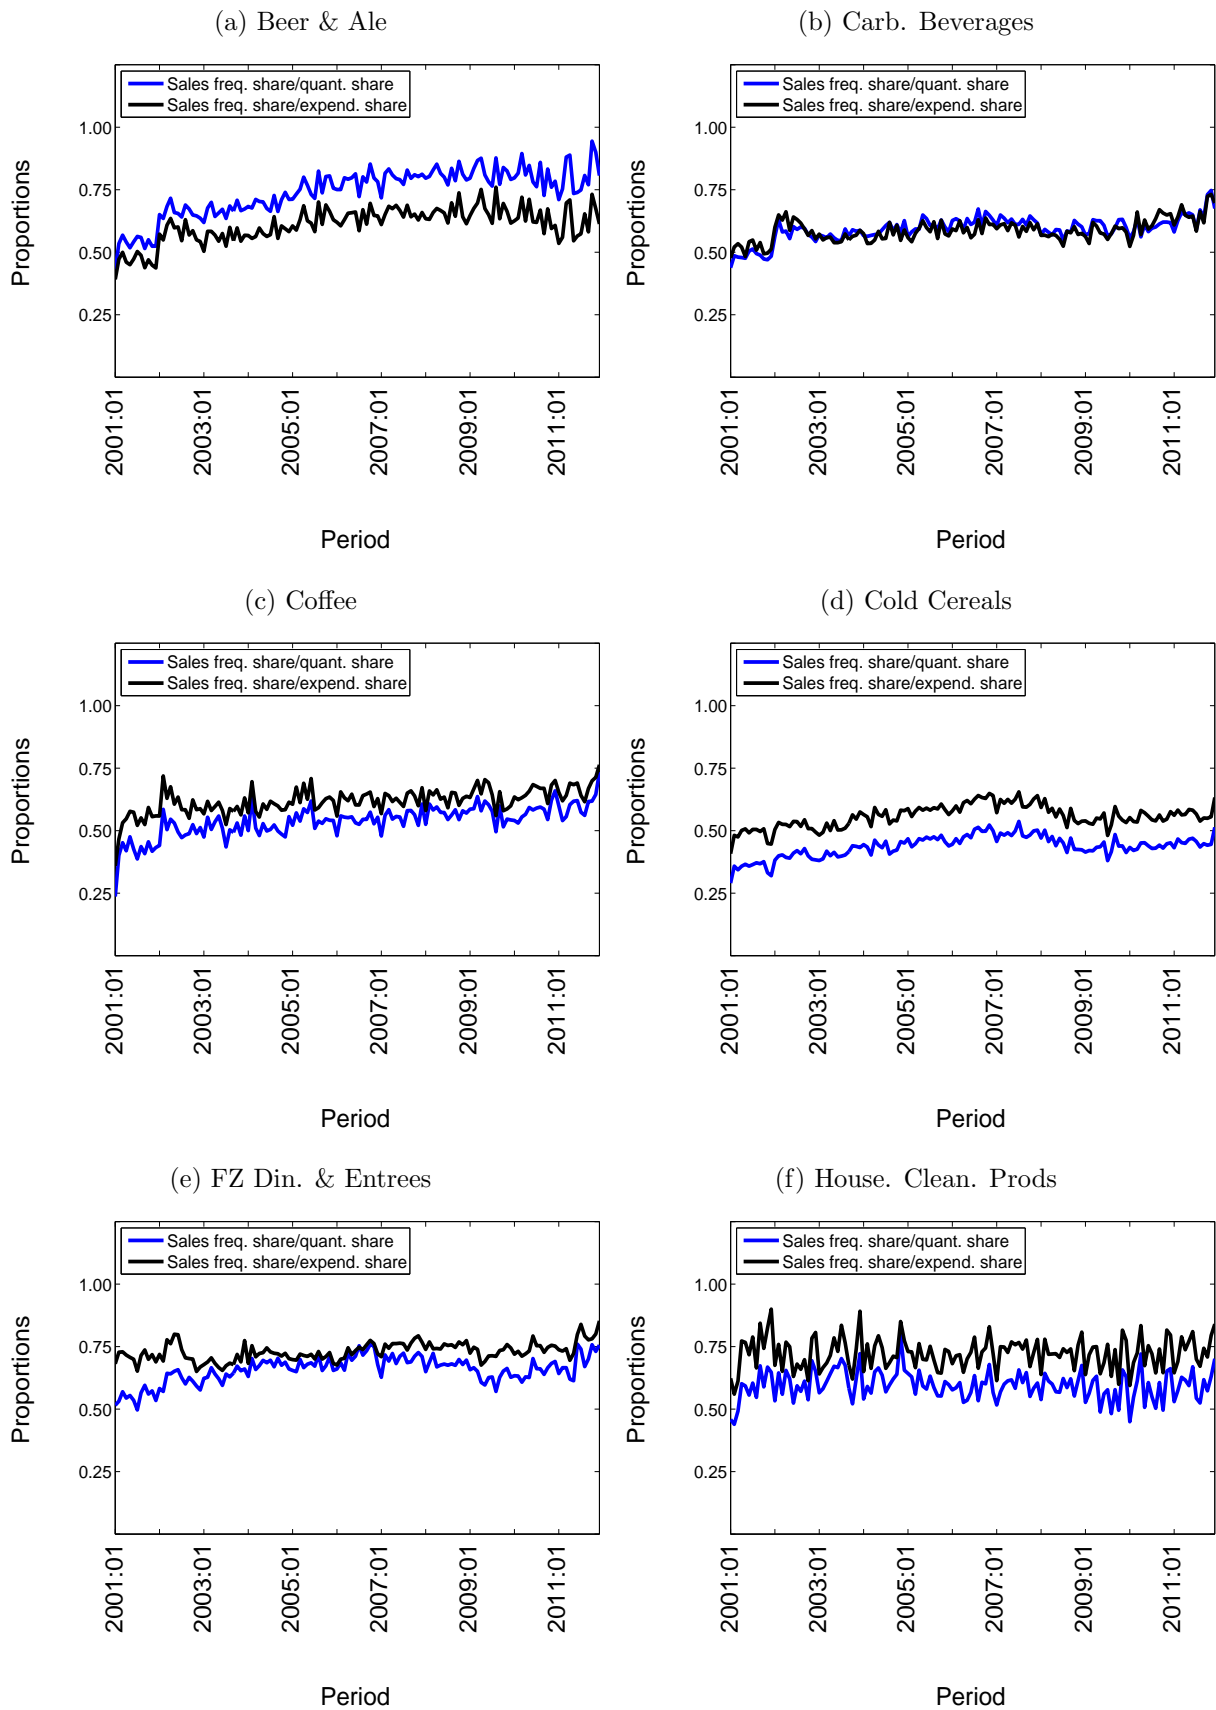 (a) Beer & Ale
Sales freq. share/quant. share
Sales freq. share/expend. share
1.00
0.75
0.50
0.25
Proportions
2001:01
2003:01
2005:01
2007:01
2009:01
2011:01
Period
(b) Carb. Beverages
Sales freq. share/quant. share
Sales freq. share/expend. share
1.00
0.75
0.50
0.25
Proportions
2001:01
2003:01
2005:01
2007:01
2009:01
2011:01
Period
(c) Coffee
Sales freq. share/quant. share
Sales freq. share/expend. share
1.00
0.75
0.50
0.25
Proportions
2001:01
2003:01
2005:01
2007:01
2009:01
2011:01
Period
(d) Cold Cereals
Sales freq. share/quant. share
Sales freq. share/expend. share
1.00
0.75
0.50
0.25
Proportions
2001:01
2003:01
2005:01
2007:01
2009:01
2011:01
Period
(e) FZ Din. & Entrees
Sales freq. share/quant. share
Sales freq. share/expend. share
1.00
0.75
0.50
0.25
Proportions
2001:01
2003:01
2005:01
2007:01
2009:01
2011:01
Period
(f) House. Clean. Prods
Sales freq. share/quant. share
Sales freq. share/expend. share
1.00
0.75
0.50
0.25
Proportions
2001:01
2003:01
2005:01
2007:01
2009:01
2011:01
Period